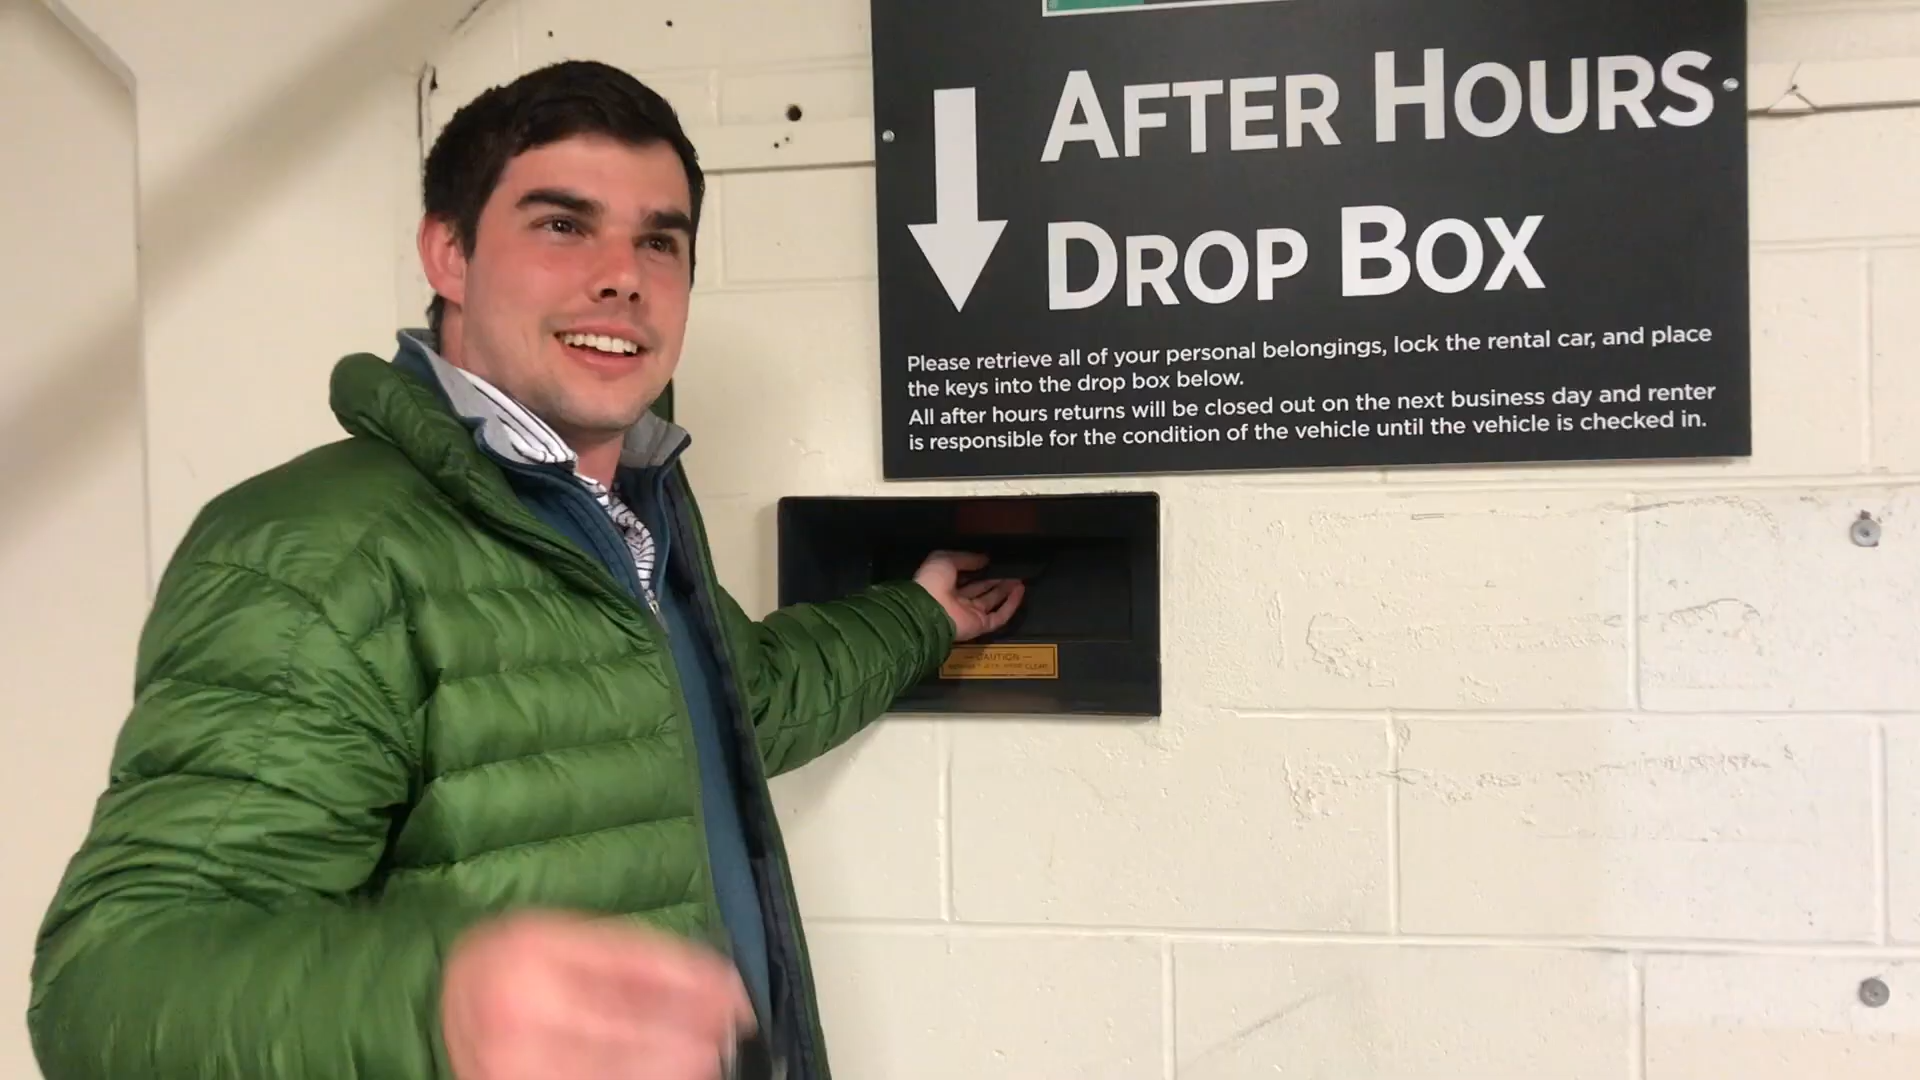 AFTER HOURS
DROP BOX
Please retrieve all of your personal belongings, lock the rental car, and place
the keys into the drop box below.
All after hours returns will be closed out on the next business day and renter
is responsible for the condition of the vehicle until the vehicle is checked in.
— CAUTION —